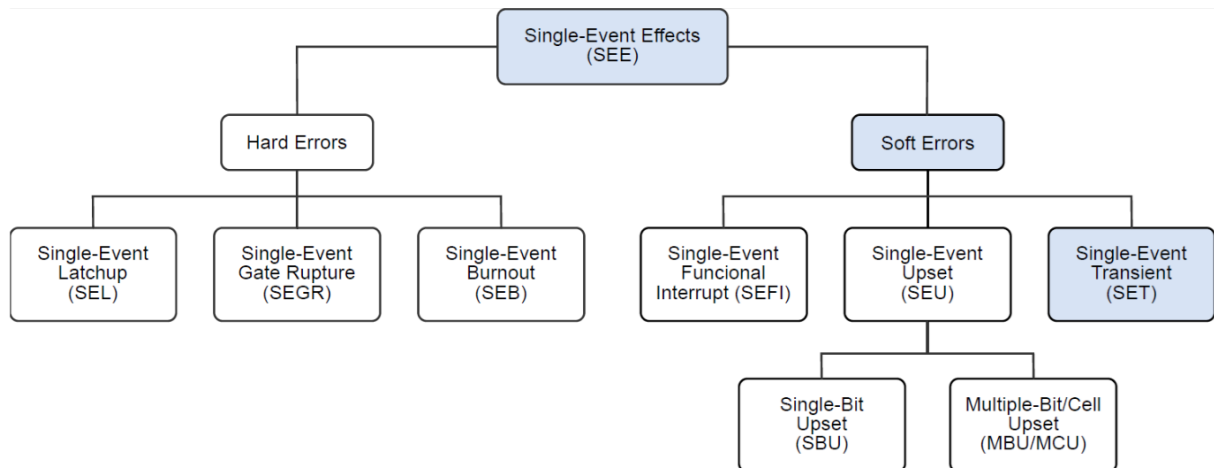 Single-Event Effects
(SEE)
Hard Errors
Soft Errors
Single-Event
Latchup
(SEL)
Single-Event
Gate Rupture
(SEGR)
Single-Event
Burnout
(SEB)
Single-Event
Funcional
Interrupt (SEFI)
Single-Event
Upset
(SEU)
Single-Event
Transient
(SET)
Single-Bit
Upset
(SBU)
Multiple-Bit/Cell
Upset
(MBU/MCU)